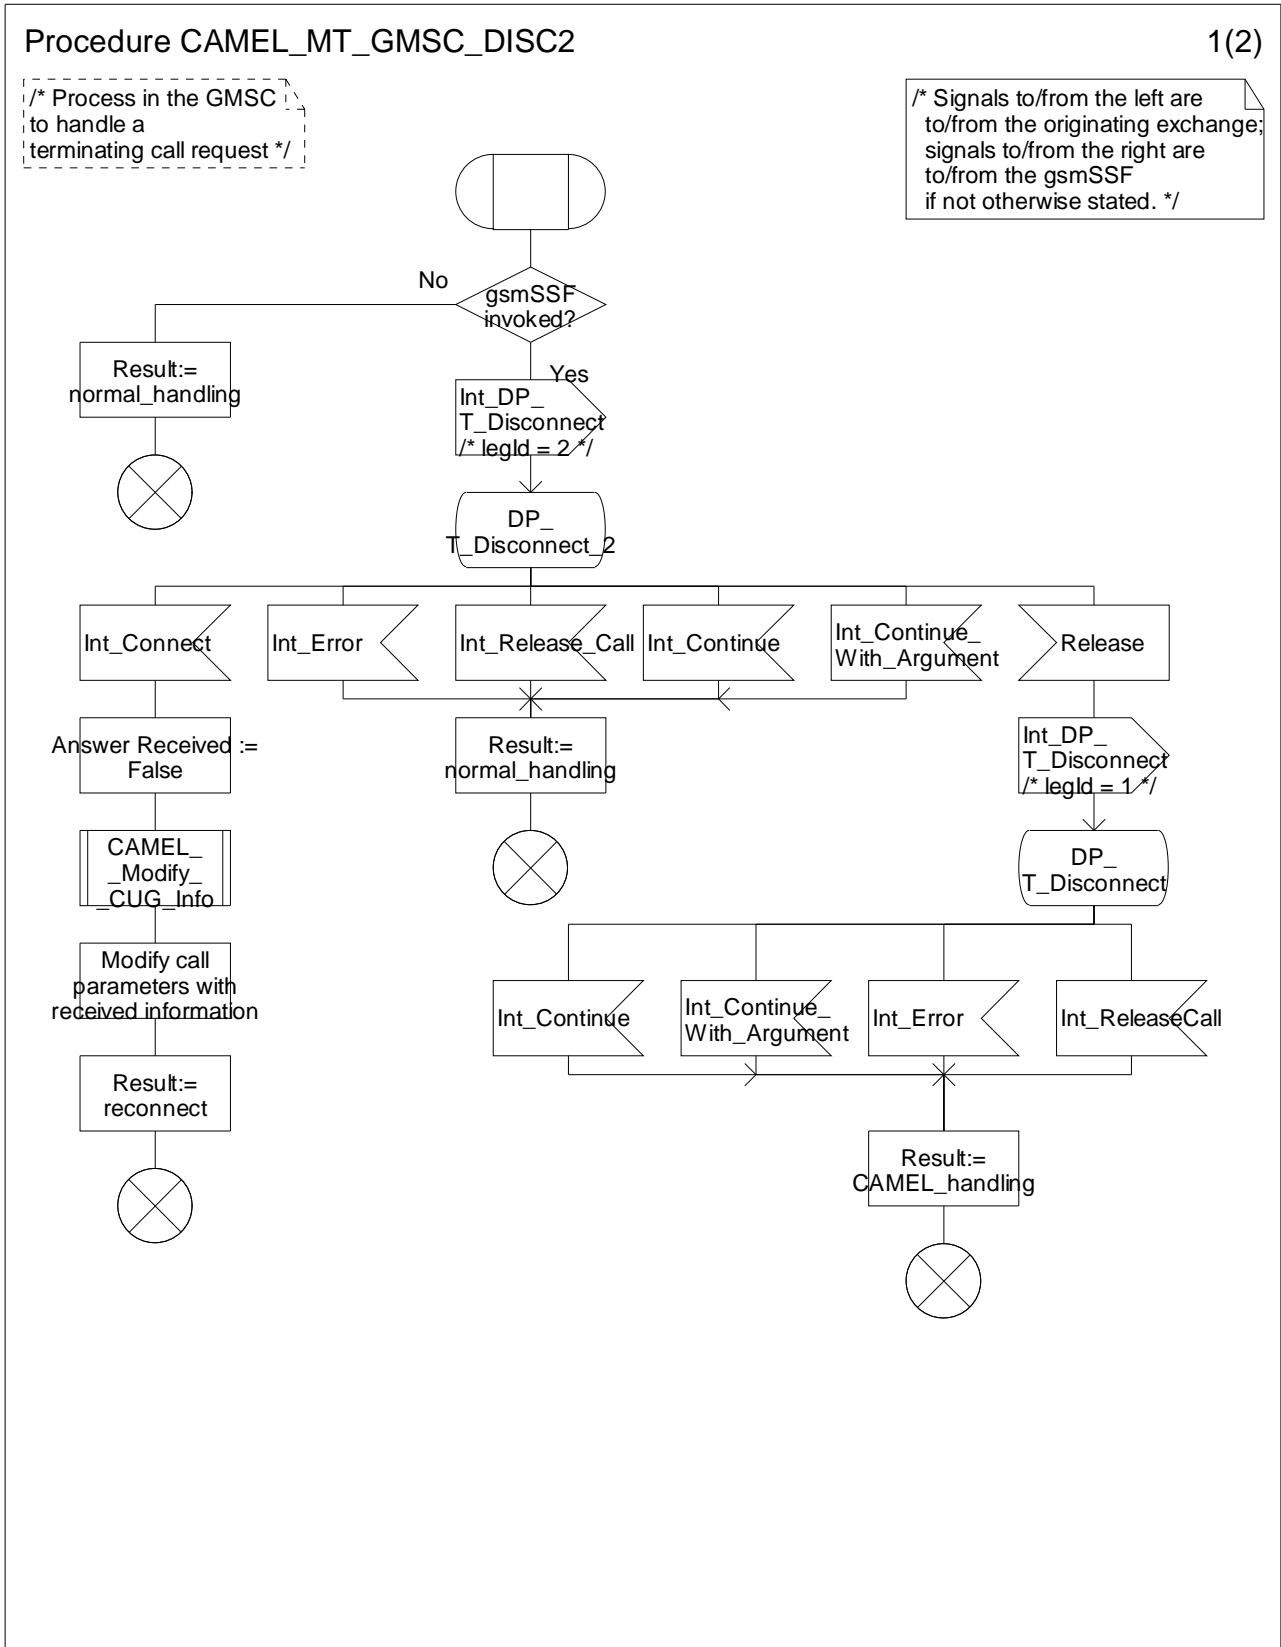 Procedure CAMEL_MT_GMSC_DISC2
1(2)
/* Process in the GMSC
to handle a
terminating call request */
/* Signals to/from the left are
to/from the originating exchange;
signals to/from the right are
to/from the gsmSSF
if not otherwise stated. */
No
gsmSSF
invoked?
Result:=
normal_handling
Yes
Int_DP_
T_Disconnect
/* legId = 2 */
DP_
T_Disconnect_2
Int_Connect
Int_Error
Int_Release_Call
Int_Continue
Int_Continue_
With_Argument
Release
Answer Received :=
False
Result:=
normal_handling
Int_DP_
T_Disconnect
/* legId = 1 */
CAMEL_
_Modify_
_CUG_Info
DP_
T_Disconnect
Modify call
parameters with
received information
Int_Continue
Int_Continue_
With_Argument
Int_Error
Int_ReleaseCall
Result:=
reconnect
Result:=
CAMEL_handling